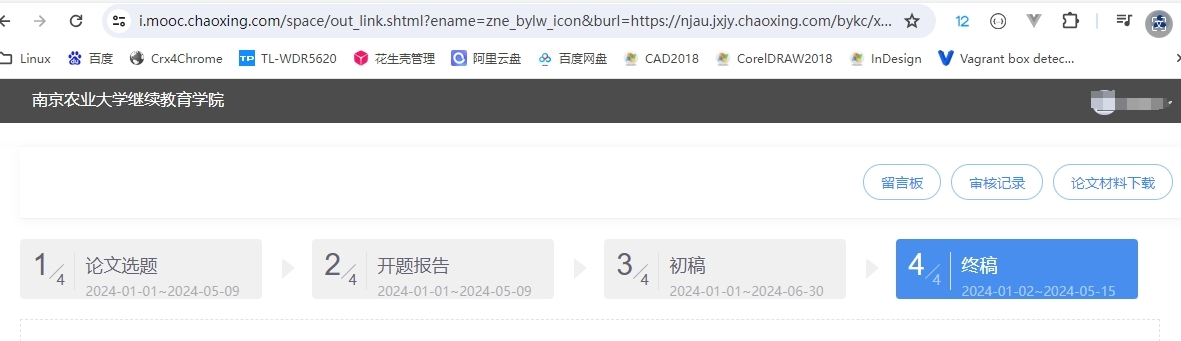 i.mooc.chaoxing.com/space/out_link.shtml?ename=zne_bylw_icon&burl=https://njau.jxjy.chaoxing.com/bykc/x...
12
Linux 百度 Crx4Chrome TP TL-WDR5620 花生壳管理 阿里云盘 百度网盘 CAD2018 CorelDRAW2018 InDesign Vagrant box detec...
南京农业大学继续教育学院
留言板 审核记录 论文材料下载
1/4 论文选题
2024-01-01~2024-05-09
2/4 开题报告
2024-01-01~2024-05-09
3/4 初稿
2024-01-01~2024-06-30
4/4 终稿
2024-01-02~2024-05-15